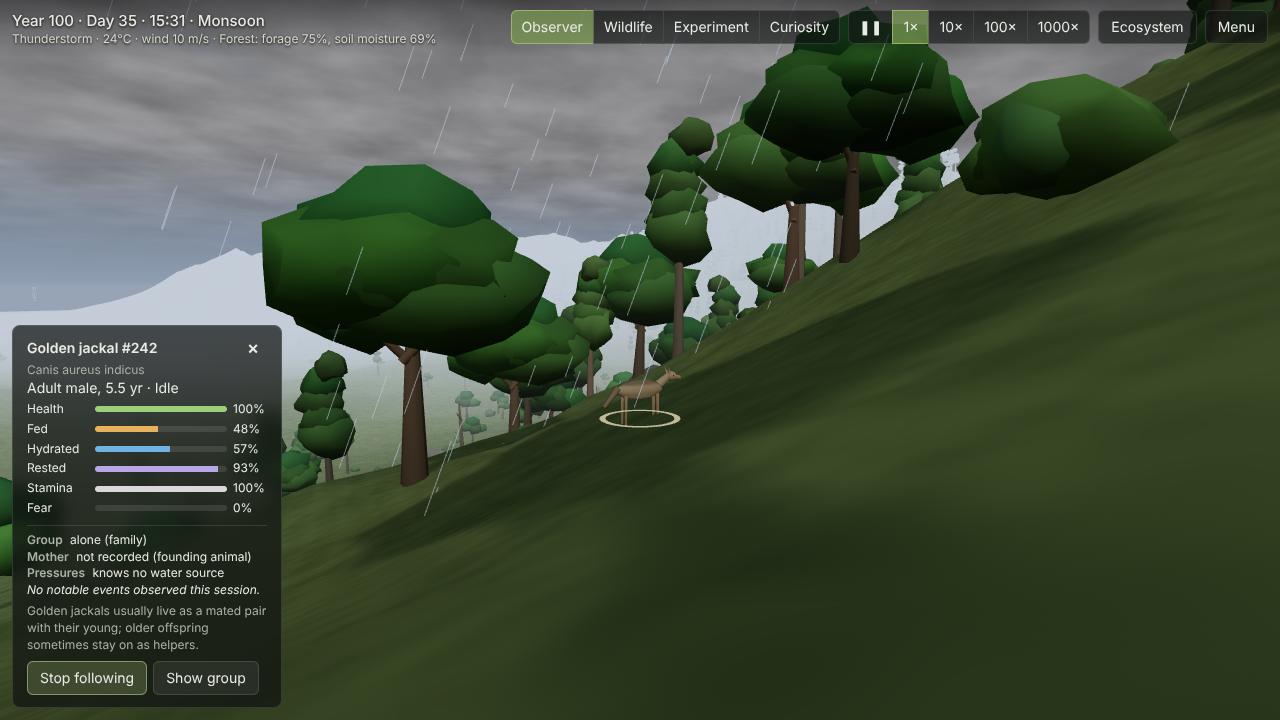 Year 100 · Day 35 · 15:31 · Monsoon
Thunderstorm · 24°C · wind 10 m/s · Forest: forage 75%, soil moisture 69%
Observer Wildlife Experiment Curiosity ❚❚ 1× 10× 100× 1000× Ecosystem Menu
Golden jackal #242 ×
Canis aureus indicus
Adult male, 5.5 yr · Idle
Health 100%
Fed 48%
Hydrated 57%
Rested 93%
Stamina 100%
Fear 0%
Group alone (family)
Mother not recorded (founding animal)
Pressures knows no water source
No notable events observed this session.
Golden jackals usually live as a mated pair
with their young; older offspring
sometimes stay on as helpers.
Stop following Show group